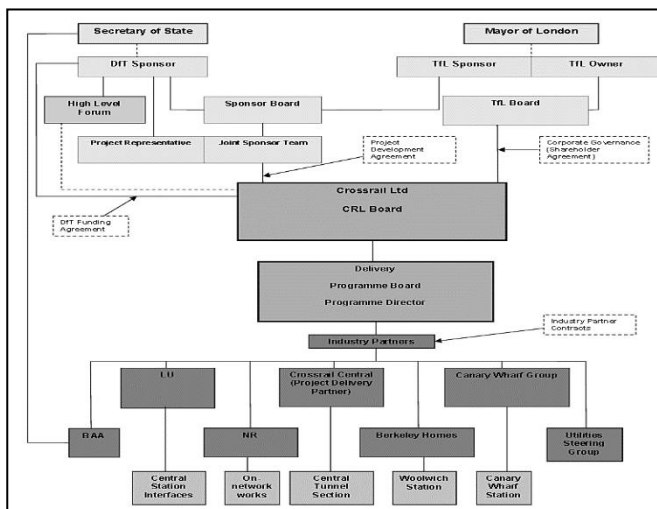 Secretary of State
Mayor of London
DfT Sponsor
TfL Sponsor
TfL Owner
High Level
Forum
Sponsor Board
TfL Board
Project Representative
Joint Sponsor Team
Project
Development
Agreement
Corporate Governance
(Shareholder
Agreement)
Crossrail Ltd
CRL Board
DfT Funding
Agreement
Delivery
Programme Board
Programme Director
Industry Partner
Contracts
Industry Partners
LU
Crossrail Central
(Project Delivery
Partner)
Canary Wharf Group
BAA
NR
Berkeley Homes
Utilities
Steering
Group
Central
Station
Interfaces
On-
network
works
Central
Tunnel
Section
Woolwich
Station
Canary
Wharf
Station